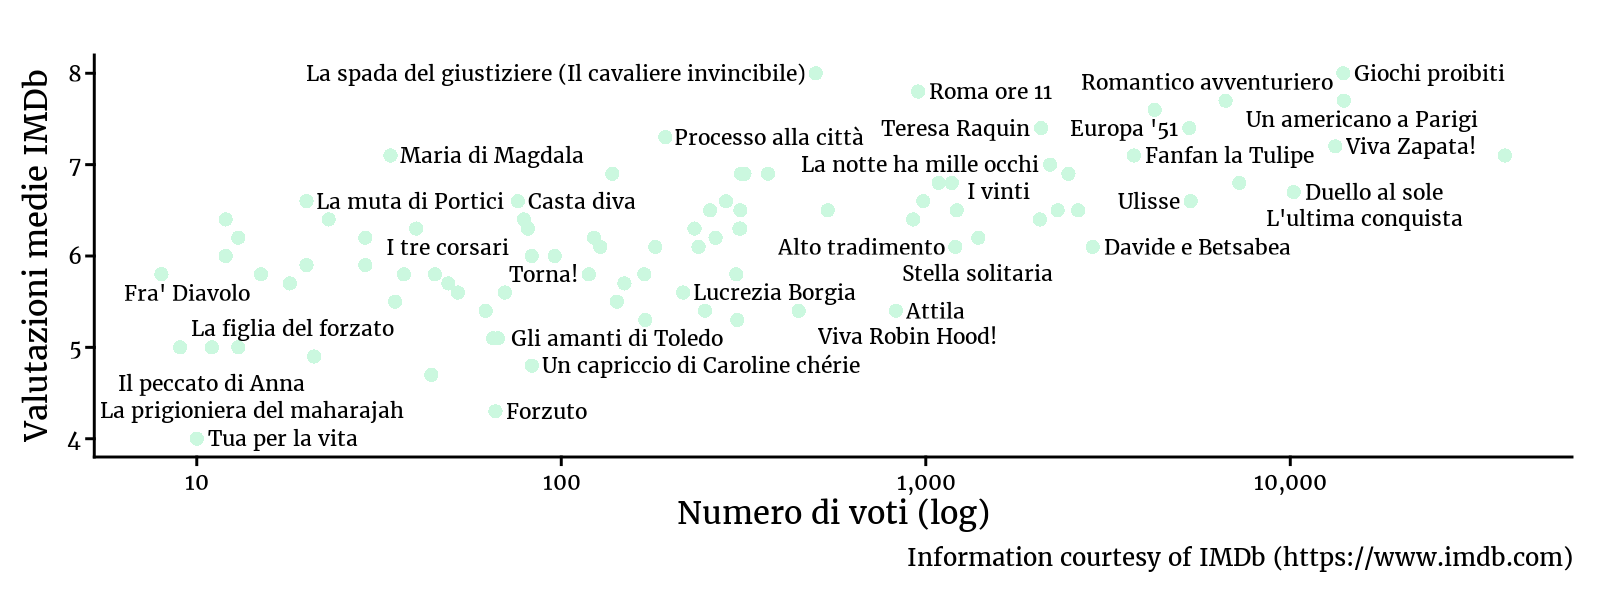 La spada del giustiziere (Il cavaliere invincibile)
Giochi proibiti
Romantico avventuriero
Roma ore 11
Un americano a Parigi
Teresa Raquin
Europa '51
Processo alla città
Viva Zapata!
Maria di Magdala
Fanfan la Tulipe
La notte ha mille occhi
I vinti
Duello al sole
La muta di Portici
Casta diva
Ulisse
L'ultima conquista
I tre corsari
Alto tradimento
Davide e Betsabea
Torna!
Stella solitaria
Fra' Diavolo
Lucrezia Borgia
Attila
La figlia del forzato
Gli amanti di Toledo
Viva Robin Hood!
Un capriccio di Caroline chérie
Il peccato di Anna
La prigioniera del maharajah
Forzuto
Tua per la vita
8
7
6
5
4
Valutazioni medie IMDb
10
100
1,000
10,000
Numero di voti (log)
Information courtesy of IMDb (https://www.imdb.com)